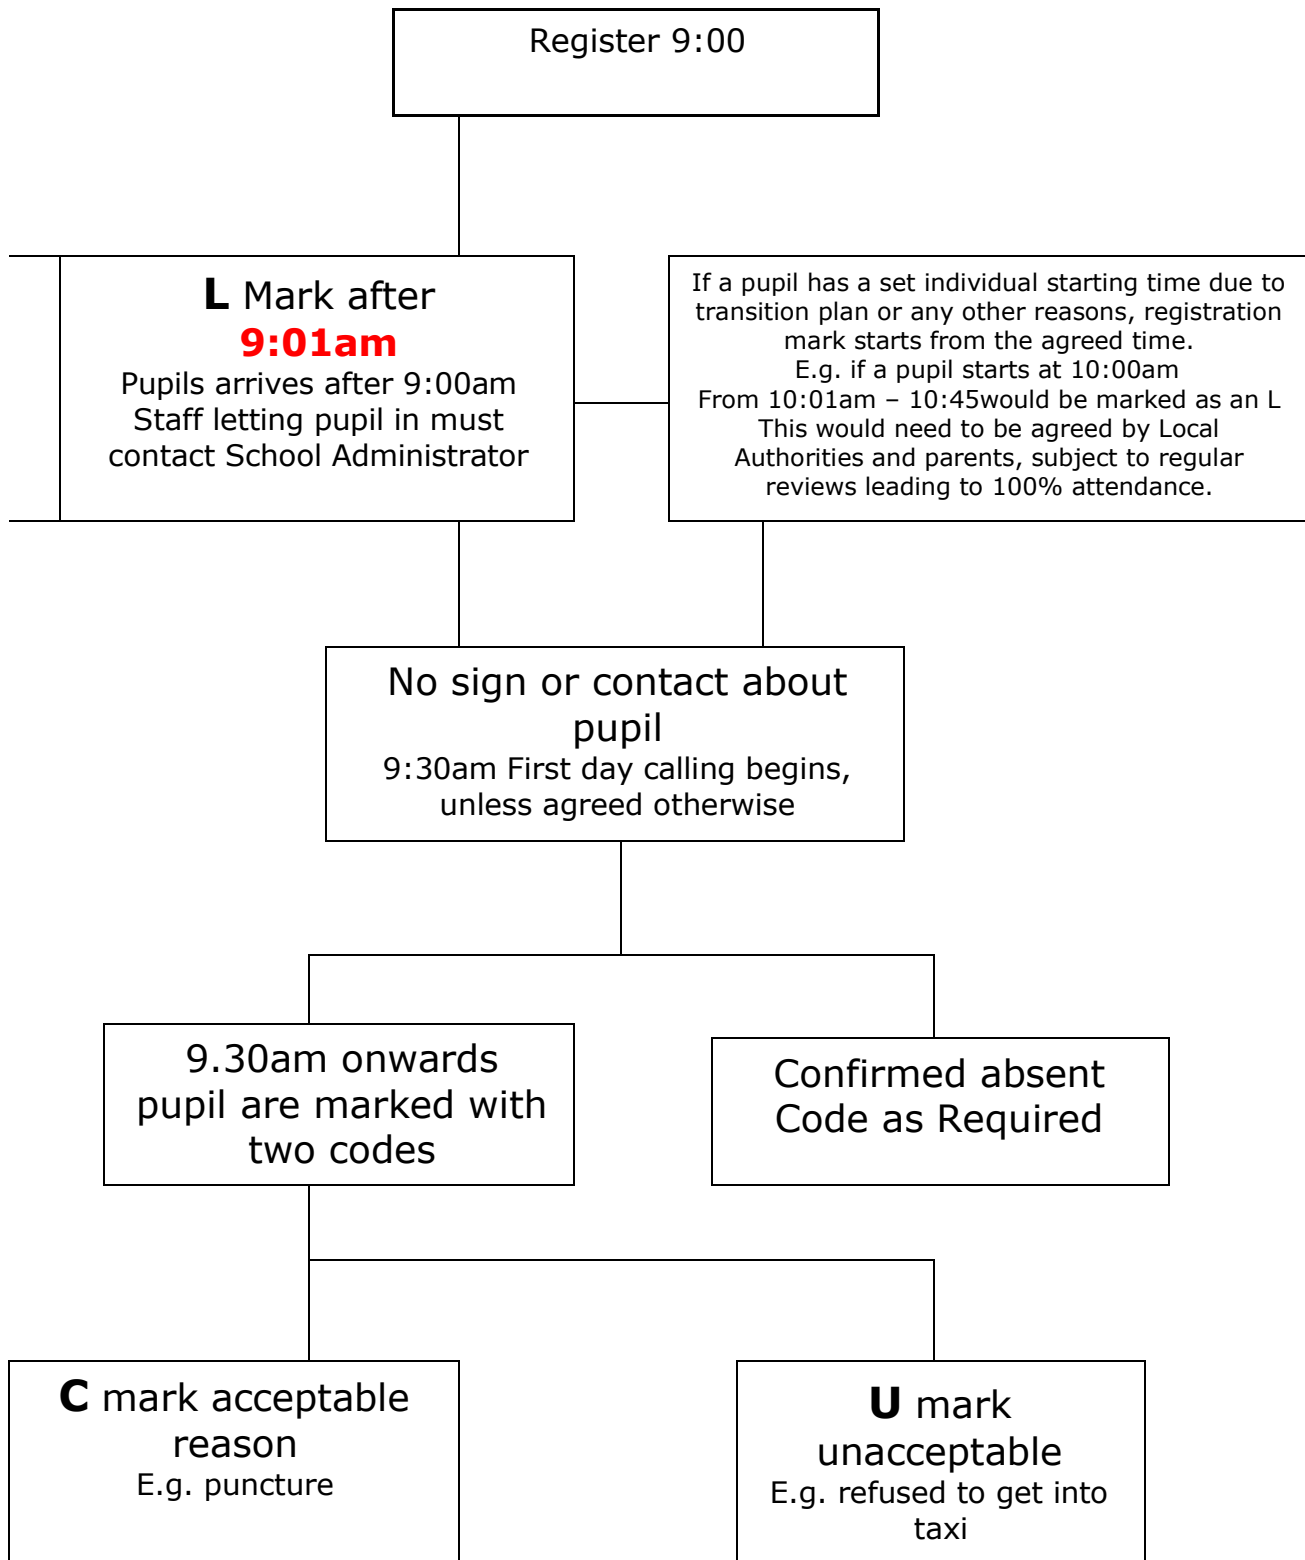 Register 9:00
L Mark after
9:01am
Pupils arrives after 9:00am
Staff letting pupil in must
contact School Administrator
If a pupil has a set individual starting time due to
transition plan or any other reasons, registration
mark starts from the agreed time.
E.g. if a pupil starts at 10:00am
From 10:01am – 10:45would be marked as an L
This would need to be agreed by Local
Authorities and parents, subject to regular
reviews leading to 100% attendance.
No sign or contact about
pupil
9:30am First day calling begins,
unless agreed otherwise
9.30am onwards
pupil are marked with
two codes
Confirmed absent
Code as Required
C mark acceptable
reason
E.g. puncture
U mark
unacceptable
E.g. refused to get into
taxi